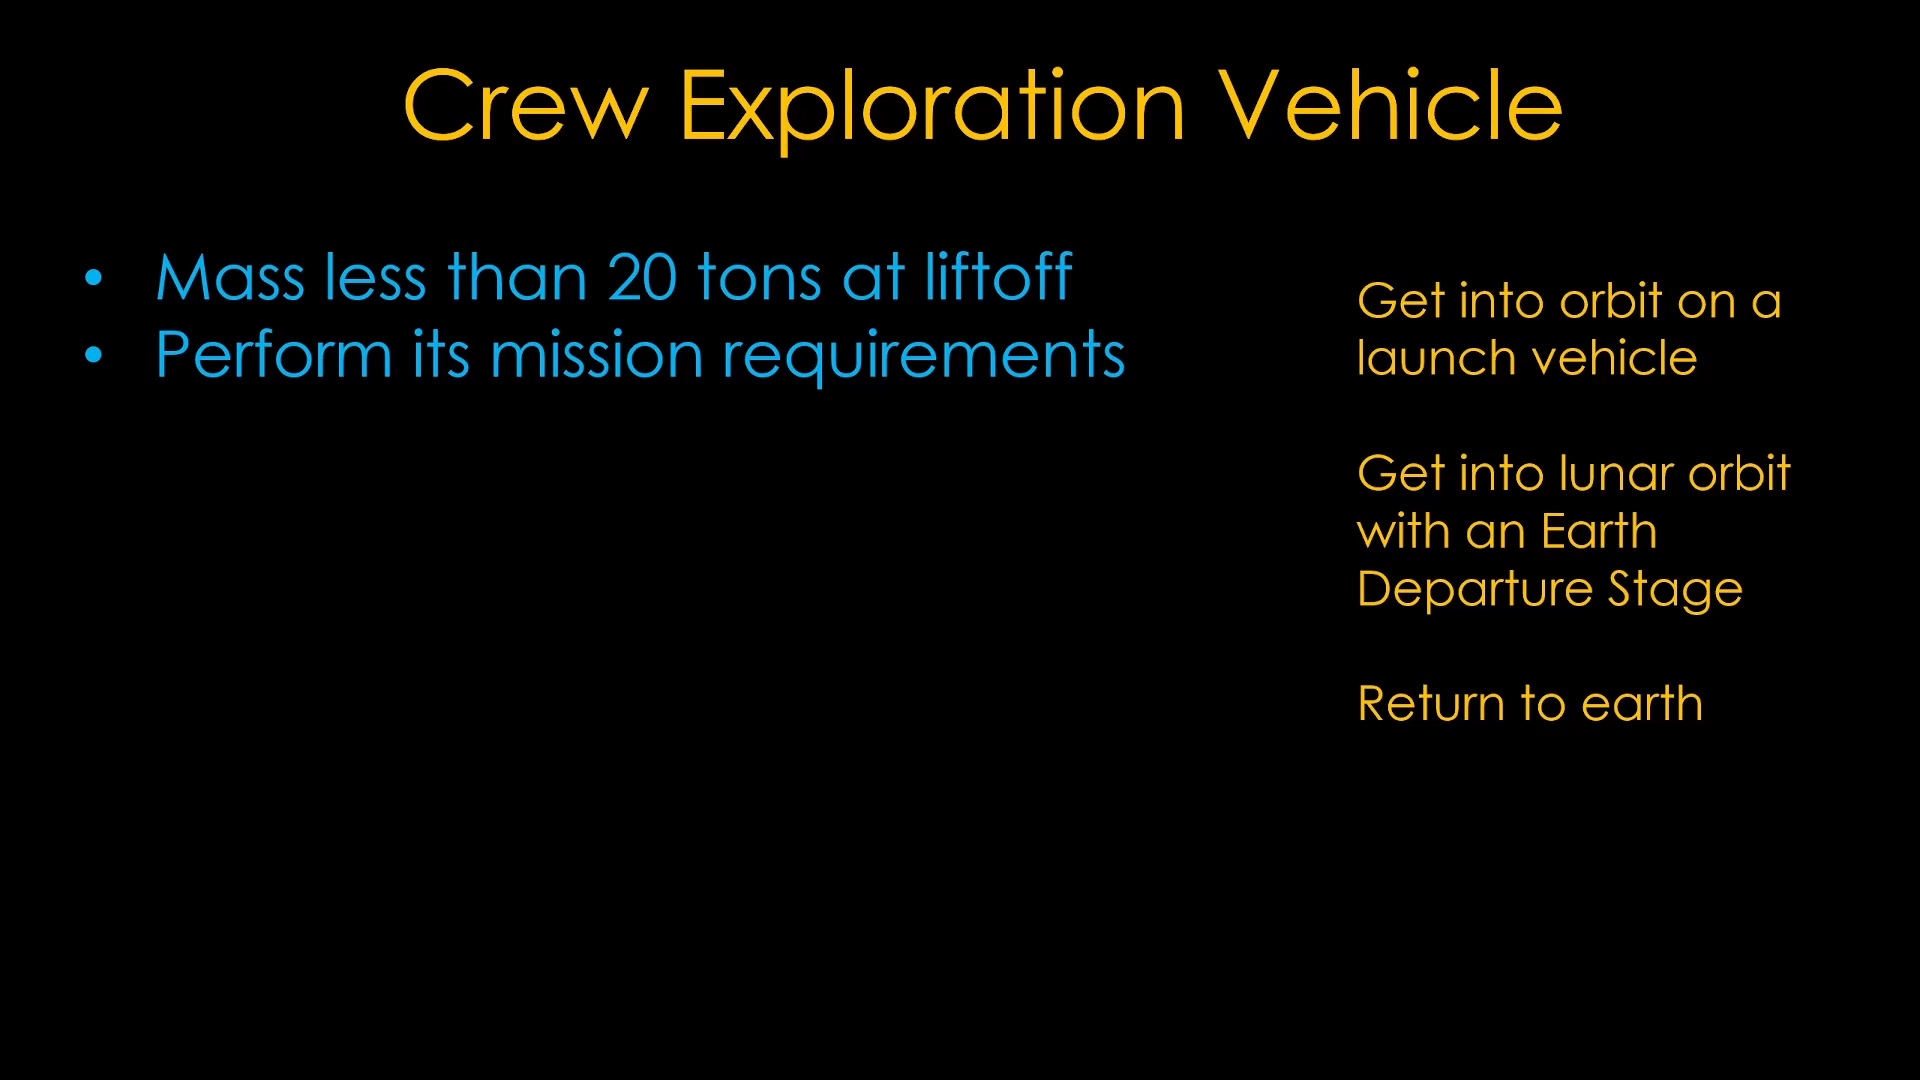 Crew Exploration Vehicle
• Mass less than 20 tons at liftoff
• Perform its mission requirements
Get into orbit on a
launch vehicle
Get into lunar orbit
with an Earth
Departure Stage
Return to earth